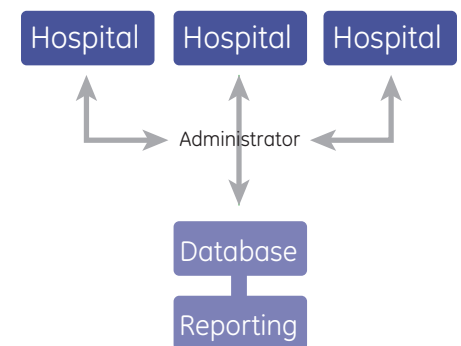 Hospital Hospital Hospital
Administrator
Database
Reporting